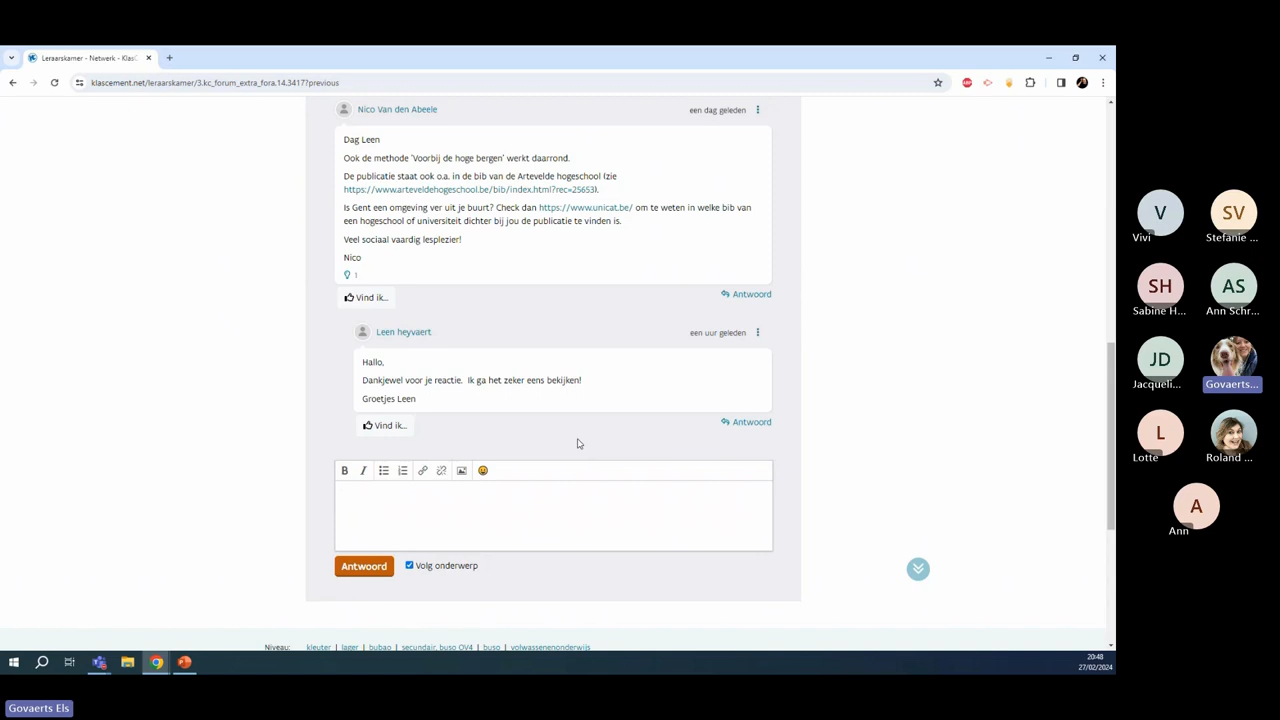 Leraarskamer - Netwerk - KlasC
klascement.net/leraarskamer/3.kc_forum_extra_fora.14.3417?previous
Nico Van den Abeele
een dag geleden
Dag Leen
Ook de methode 'Voorbij de hoge bergen' werkt daarrond.
De publicatie staat ook o.a. in de bib van de Artevelde hogeschool (zie
https://www.arteveldehogeschool.be/bib/index.html?rec=25653).
Is Gent een omgeving ver uit je buurt? Check dan https://www.unicat.be/ om te weten in welke bib van
een hogeschool of universiteit dichter bij jou de publicatie te vinden is.
Veel sociaal vaardig lesplezier!
Nico
1
Vind ik...
Antwoord
Leen heyvaert
een uur geleden
Hallo,
Dankjewel voor je reactie. Ik ga het zeker eens bekijken!
Groetjes Leen
Vind ik...
Antwoord
B I
Antwoord
Volg onderwerp
Niveau: kleuter | lager | bubao | secundair, buso OV4 | buso | volwassenenonderwijs
20:48
27/02/2024
V
Vivi
SV
Stefanie ...
SH
Sabine H...
AS
Ann Schr...
JD
Jacqueli...
Govaerts...
L
Lotte
Roland ...
A
Ann
Govaerts Els